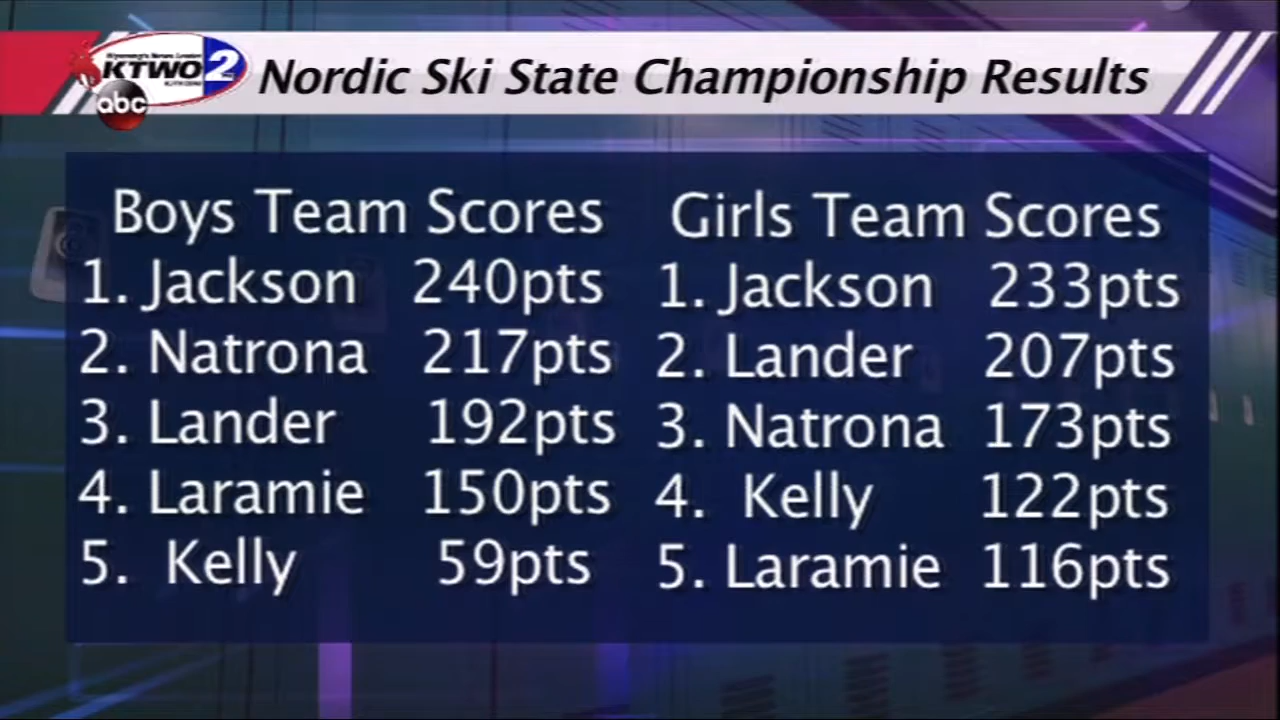 KTWO 2
abc
Nordic Ski State Championship Results
Boys Team Scores
1. Jackson 240pts
2. Natrona 217pts
3. Lander 192pts
4. Laramie 150pts
5. Kelly 59pts
Girls Team Scores
1. Jackson 233pts
2. Lander 207pts
3. Natrona 173pts
4. Kelly 122pts
5. Laramie 116pts